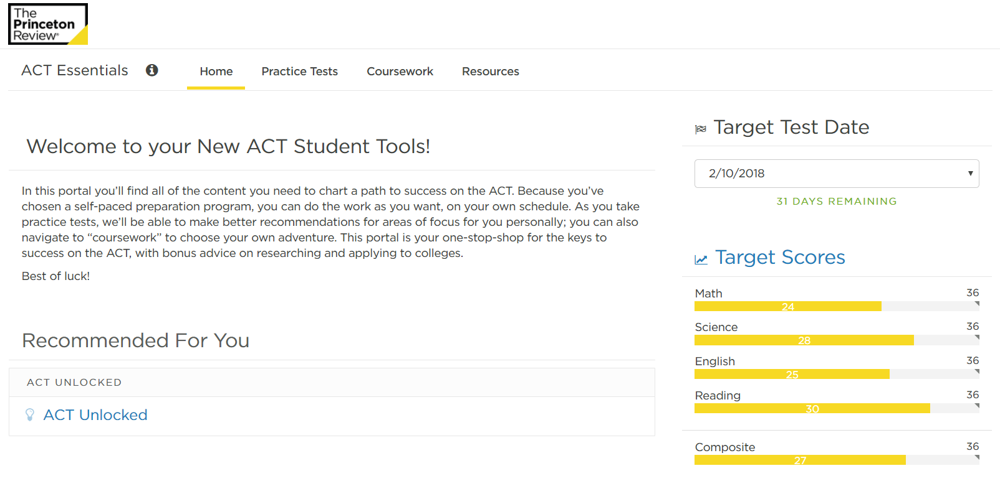 The
Princeton
Review®
ACT Essentials
Home
Practice Tests
Coursework
Resources
Welcome to your New ACT Student Tools!
In this portal you’ll find all of the content you need to chart a path to success on the ACT. Because you’ve
chosen a self-paced preparation program, you can do the work as you want, on your own schedule. As you take
practice tests, we’ll be able to make better recommendations for areas of focus for you personally; you can also
navigate to “coursework” to choose your own adventure. This portal is your one-stop-shop for the keys to
success on the ACT, with bonus advice on researching and applying to colleges.
Best of luck!
Recommended For You
ACT UNLOCKED
ACT Unlocked
Target Test Date
2/10/2018
31 DAYS REMAINING
Target Scores
Math 36
24
Science 36
28
English 36
25
Reading 36
30
Composite 36
27